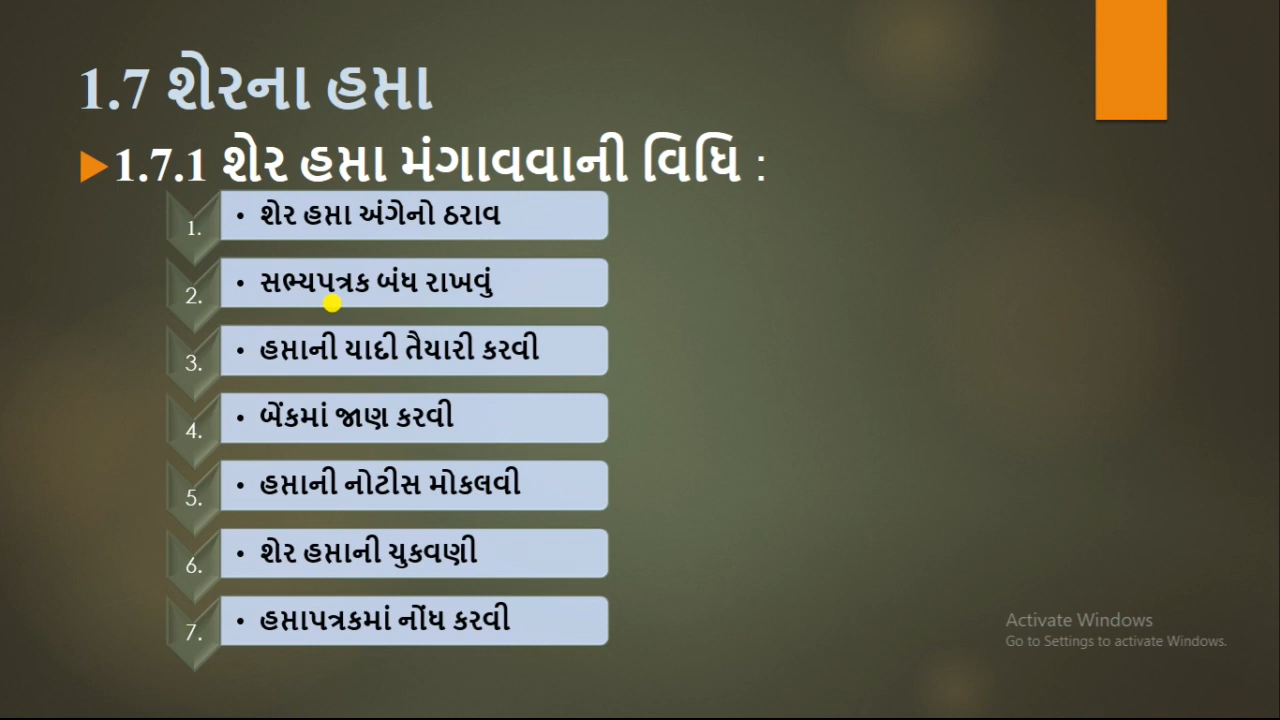 1.7 શેરના હપ્તા
1.7.1 શેર હપ્તા મંગાવવાની વિધિ :
1. • શેર હપ્તા અંગેનો ઠરાવ
2. • સભ્યપત્રક બંધ રાખવું
3. • હપ્તાની યાદી તૈયારી કરવી
4. • બેંકમાં જાણ કરવી
5. • હપ્તાની નોટીસ મોકલવી
6. • શેર હપ્તાની ચુકવણી
7. • હપ્તાપત્રકમાં નોંધ કરવી
Activate Windows
Go to Settings to activate Windows.